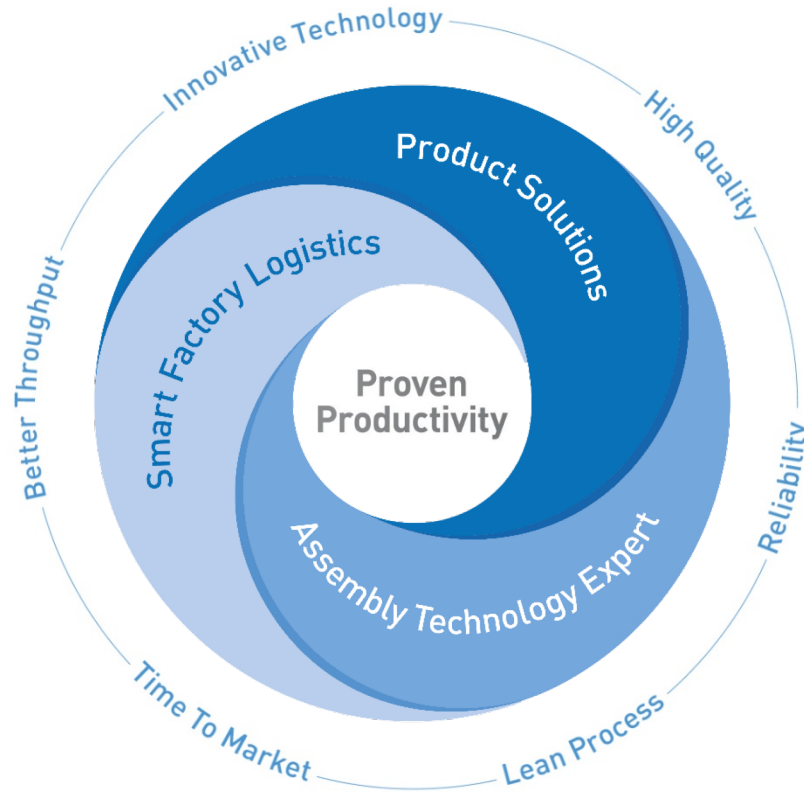 Innovative Technology
High Quality
Reliability
Lean Process
Time To Market
Better Throughput
Product Solutions
Assembly Technology Expert
Smart Factory Logistics
Proven
Productivity